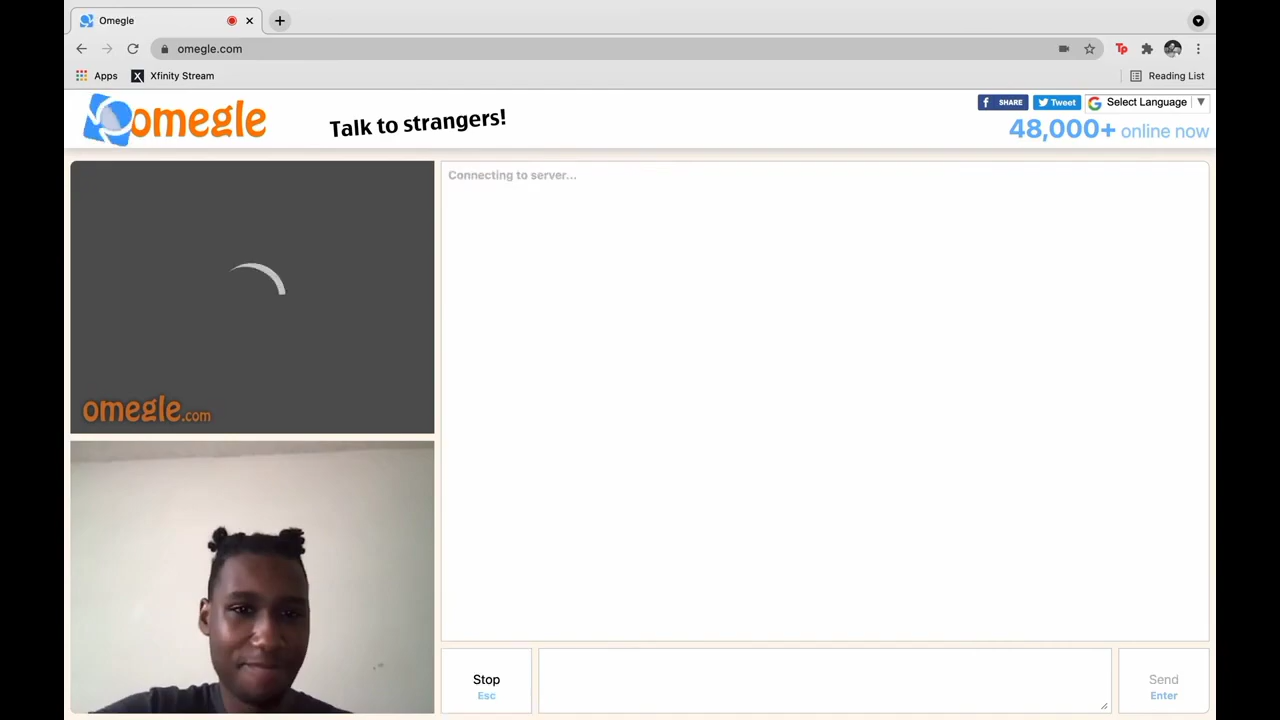 Omegle
omegle.com
Apps
X
Xfinity Stream
Tp
Reading List
omegle
Talk to strangers!
f SHARE
Tweet
G Select Language ▼
48,000+ online now
Connecting to server...
omegle.com
Stop
Esc
Send
Enter